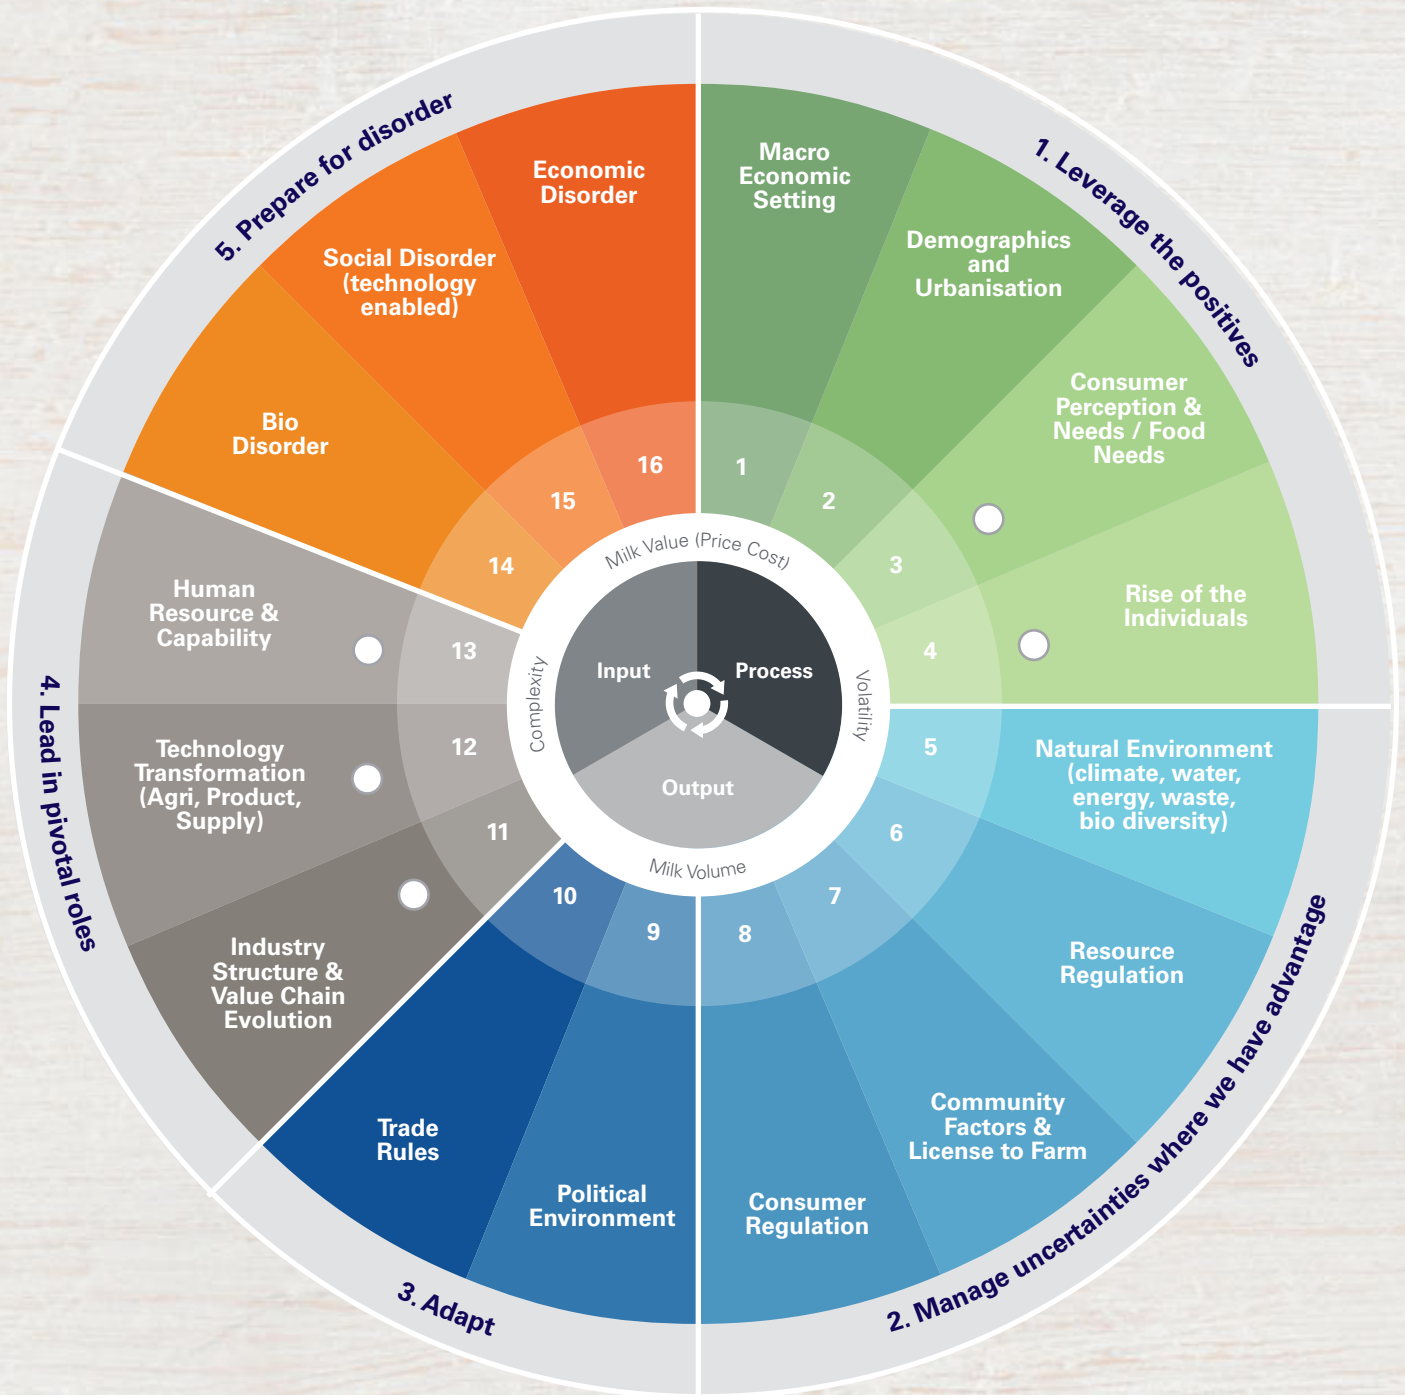 1. Leverage the positives
Macro
Economic
Setting
1
Demographics
and
Urbanisation
2
Consumer
Perception &
Needs / Food
Needs
3
Rise of the
Individuals
4
2. Manage uncertainties where we have advantage
Natural Environment
(climate, water,
energy, waste,
bio diversity)
5
Resource
Regulation
6
Community
Factors &
License to Farm
7
Consumer
Regulation
8
3. Adapt
Political
Environment
9
Trade
Rules
10
4. Lead in pivotal roles
Industry
Structure &
Value Chain
Evolution
11
Technology
Transformation
(Agri, Product,
Supply)
12
Human
Resource &
Capability
13
5. Prepare for disorder
Bio
Disorder
14
Social Disorder
(technology
enabled)
15
Economic
Disorder
16
Milk Value (Price Cost)
Volatility
Milk Volume
Complexity
Input
Process
Output